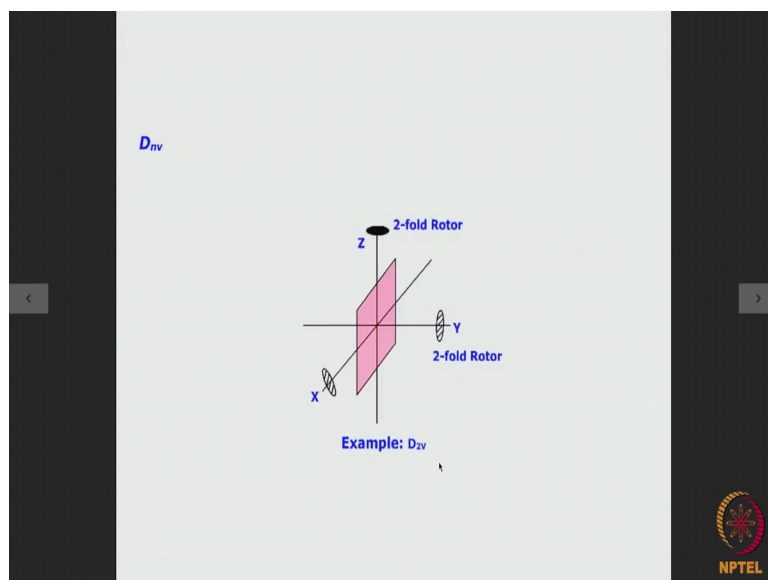 Dnv
2-fold Rotor
Z
Y
2-fold Rotor
X
Example: D2v
NPTEL